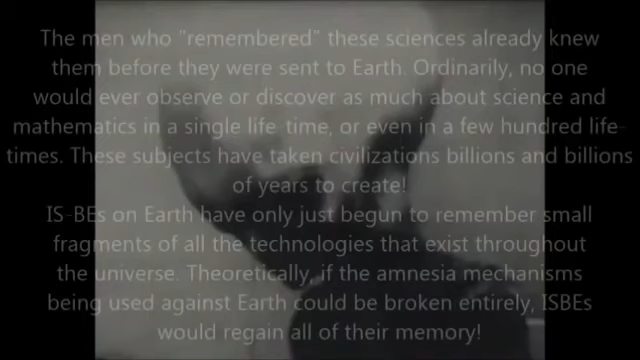 The men who "remembered" these sciences already knew
them before they were sent to Earth. Ordinarily, no one
would ever observe or discover as much about science and
mathematics in a single life-time, or even in a few hundred life-
times. These subjects have taken civilizations billions and billions
of years to create!
IS-BEs on Earth have only just begun to remember small
fragments of all the technologies that exist throughout
the universe. Theoretically, if the amnesia mechanisms
being used against Earth could be broken entirely, ISBEs
would regain all of their memory!